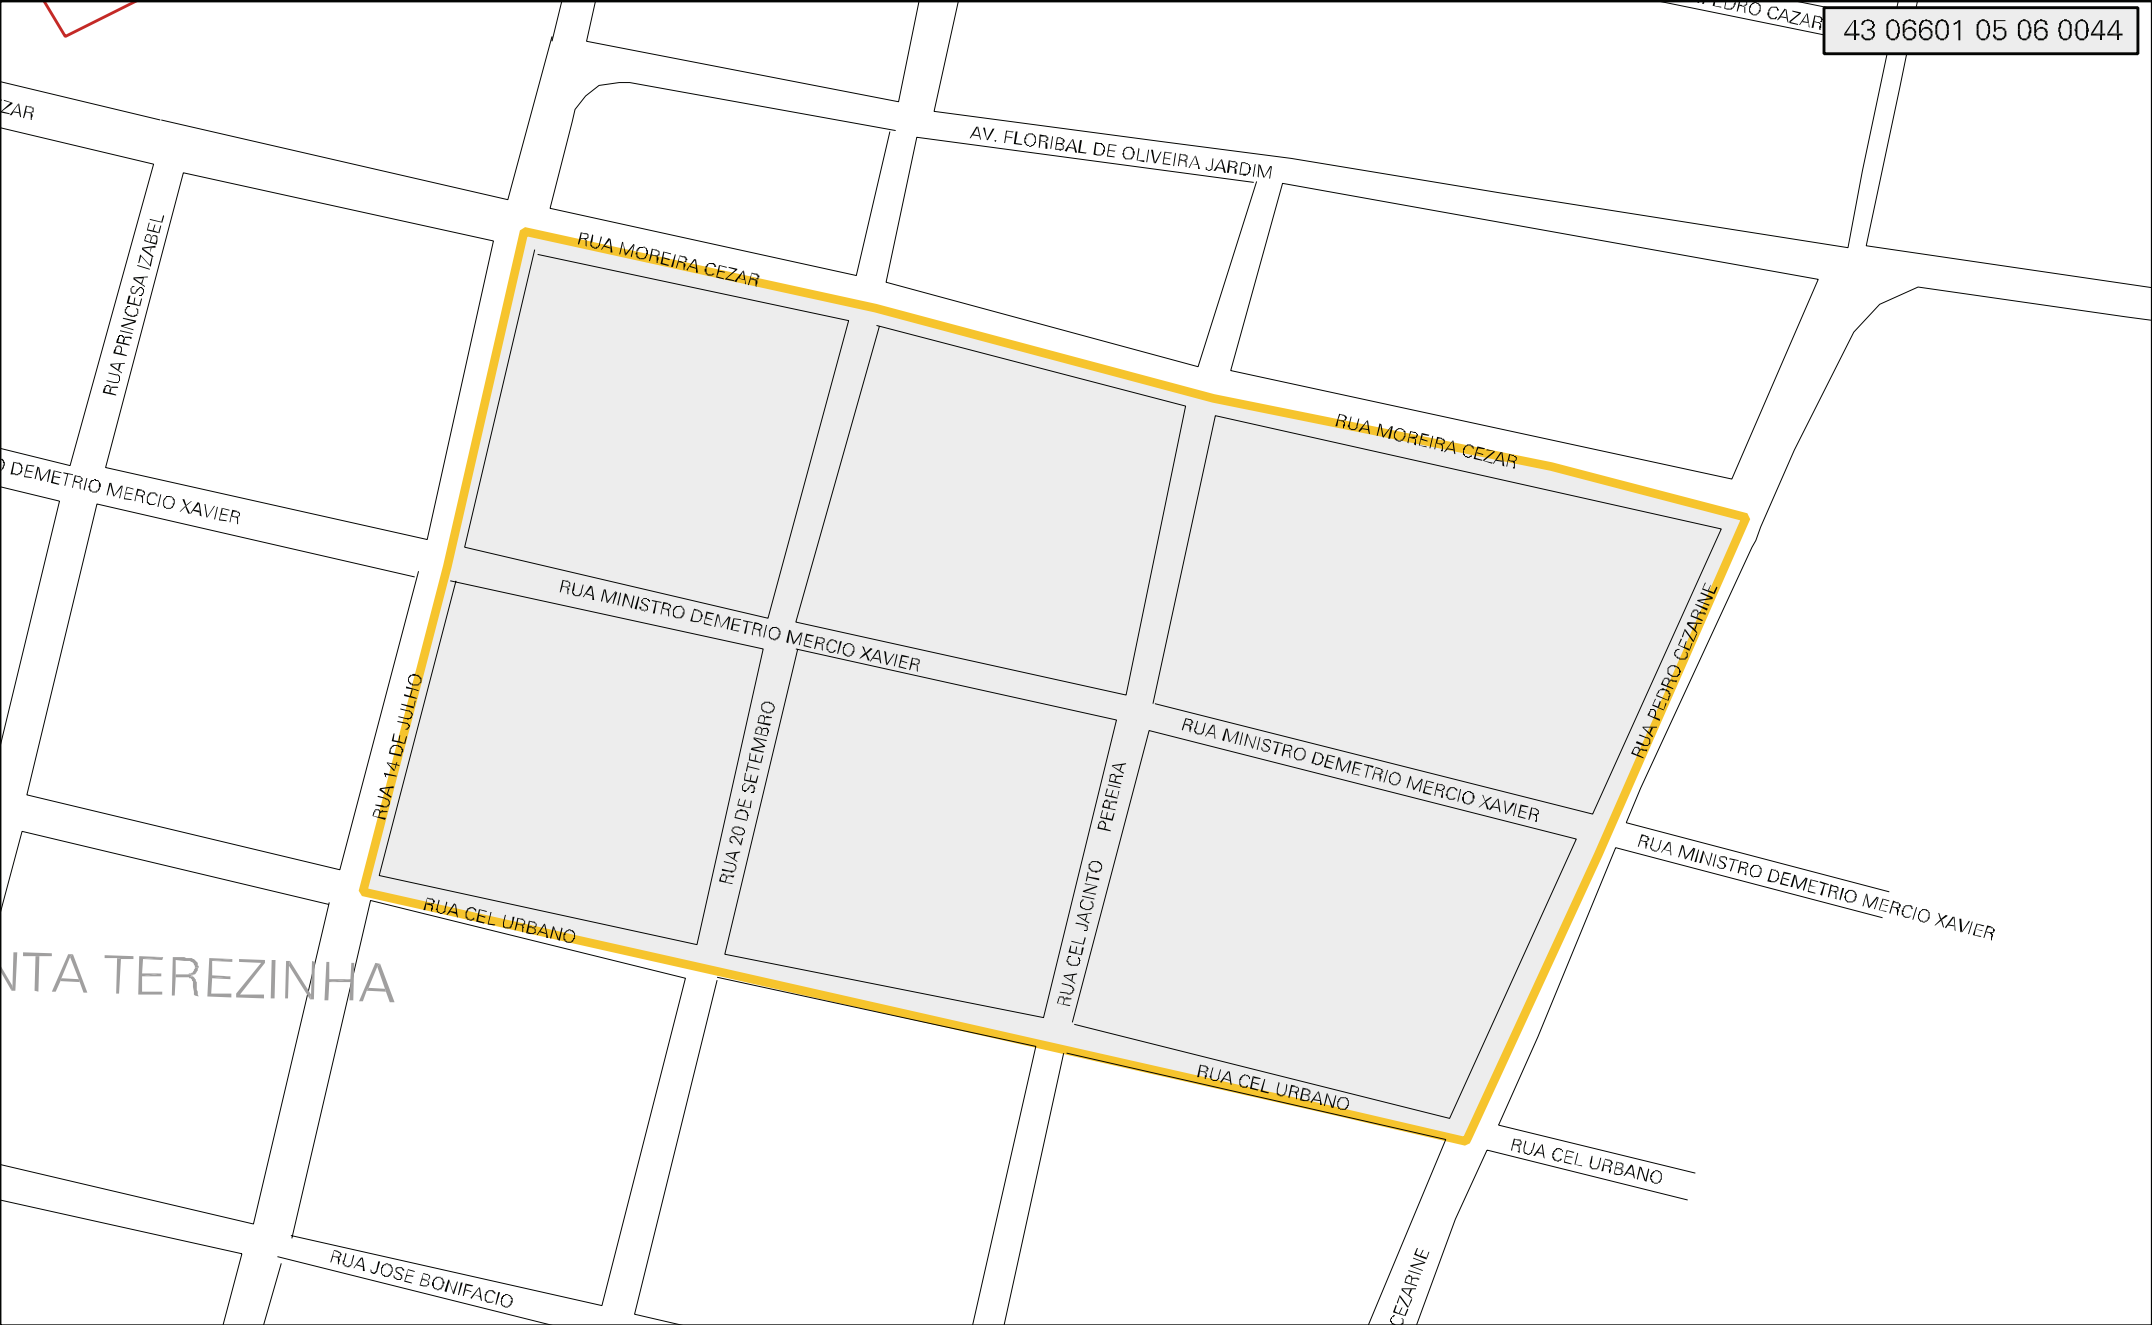 PEDRO CAZAR
43 06601 05 06 0044
ZAR
AV. FLORIBAL DE OLIVEIRA JARDIM
RUA PRINCESA IZABEL
RUA MOREIRA CEZAR
RUA MOREIRA CEZAR
O DEMETRIO MERCIO XAVIER
RUA MINISTRO DEMETRIO MERCIO XAVIER
RUA PEDRO CEZARINE
RUA 14 DE JULHO
RUA 20 DE SETEMBRO
RUA CEL JACINTO PEREIRA
RUA MINISTRO DEMETRIO MERCIO XAVIER
RUA MINISTRO DEMETRIO MERCIO XAVIER
RUA CEL URBANO
NTA TEREZINHA
RUA CEL URBANO
RUA CEL URBANO
RUA JOSE BONIFACIO
CEZARINE